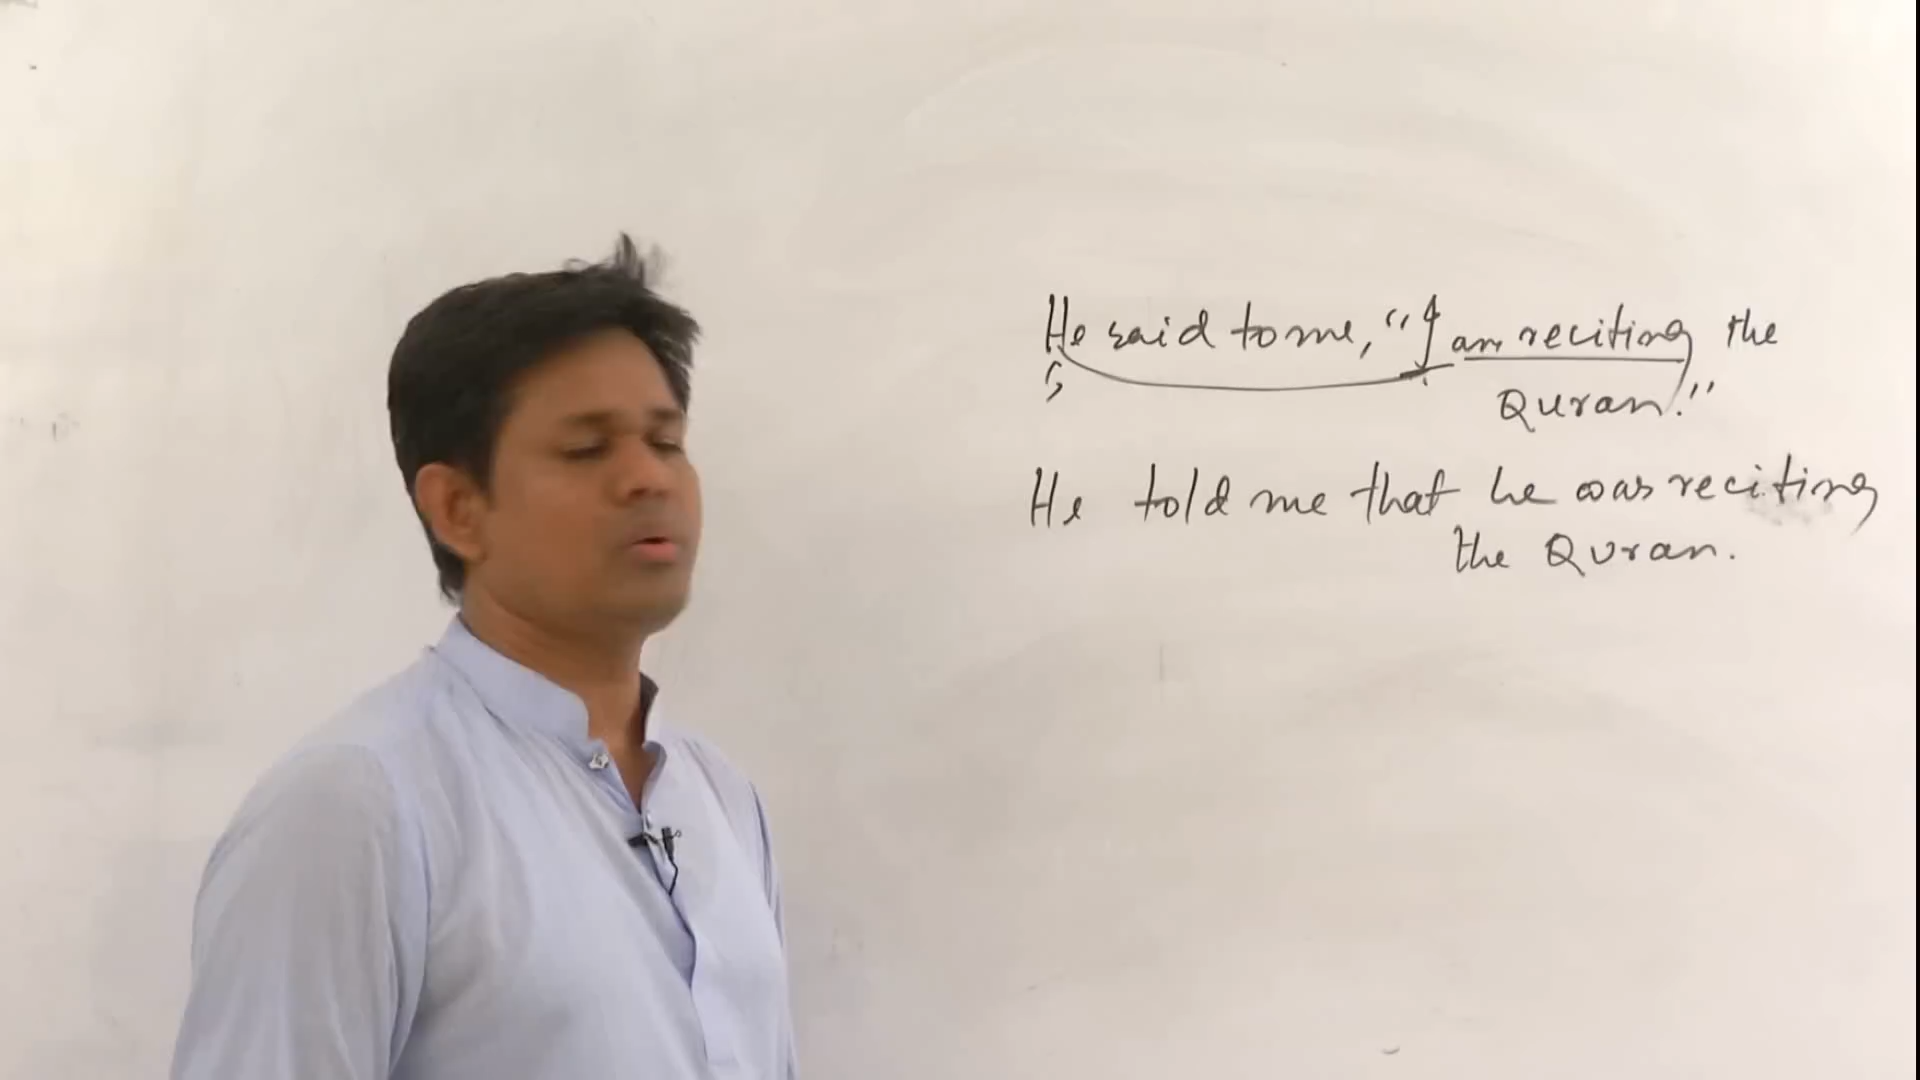 He said to me, "I am reciting the
Quran."
He told me that he was reciting
the Quran.